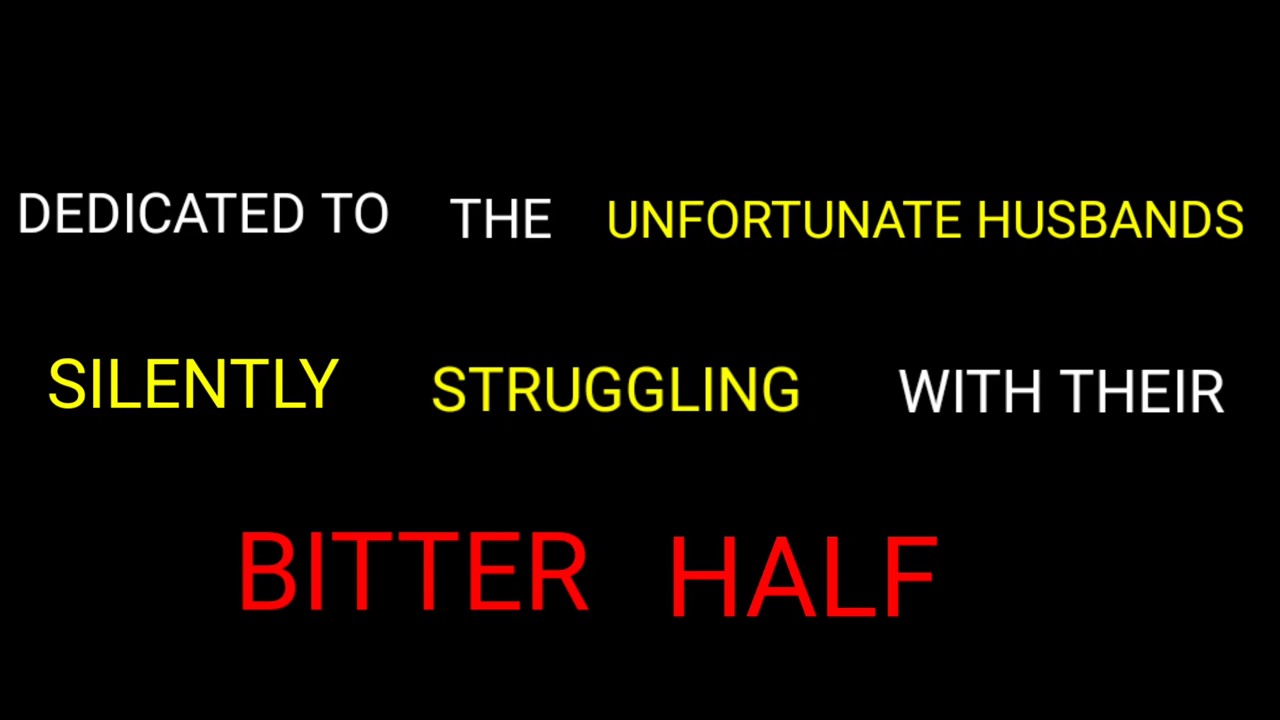 DEDICATED TO THE UNFORTUNATE HUSBANDS
SILENTLY STRUGGLING WITH THEIR
BITTER HALF